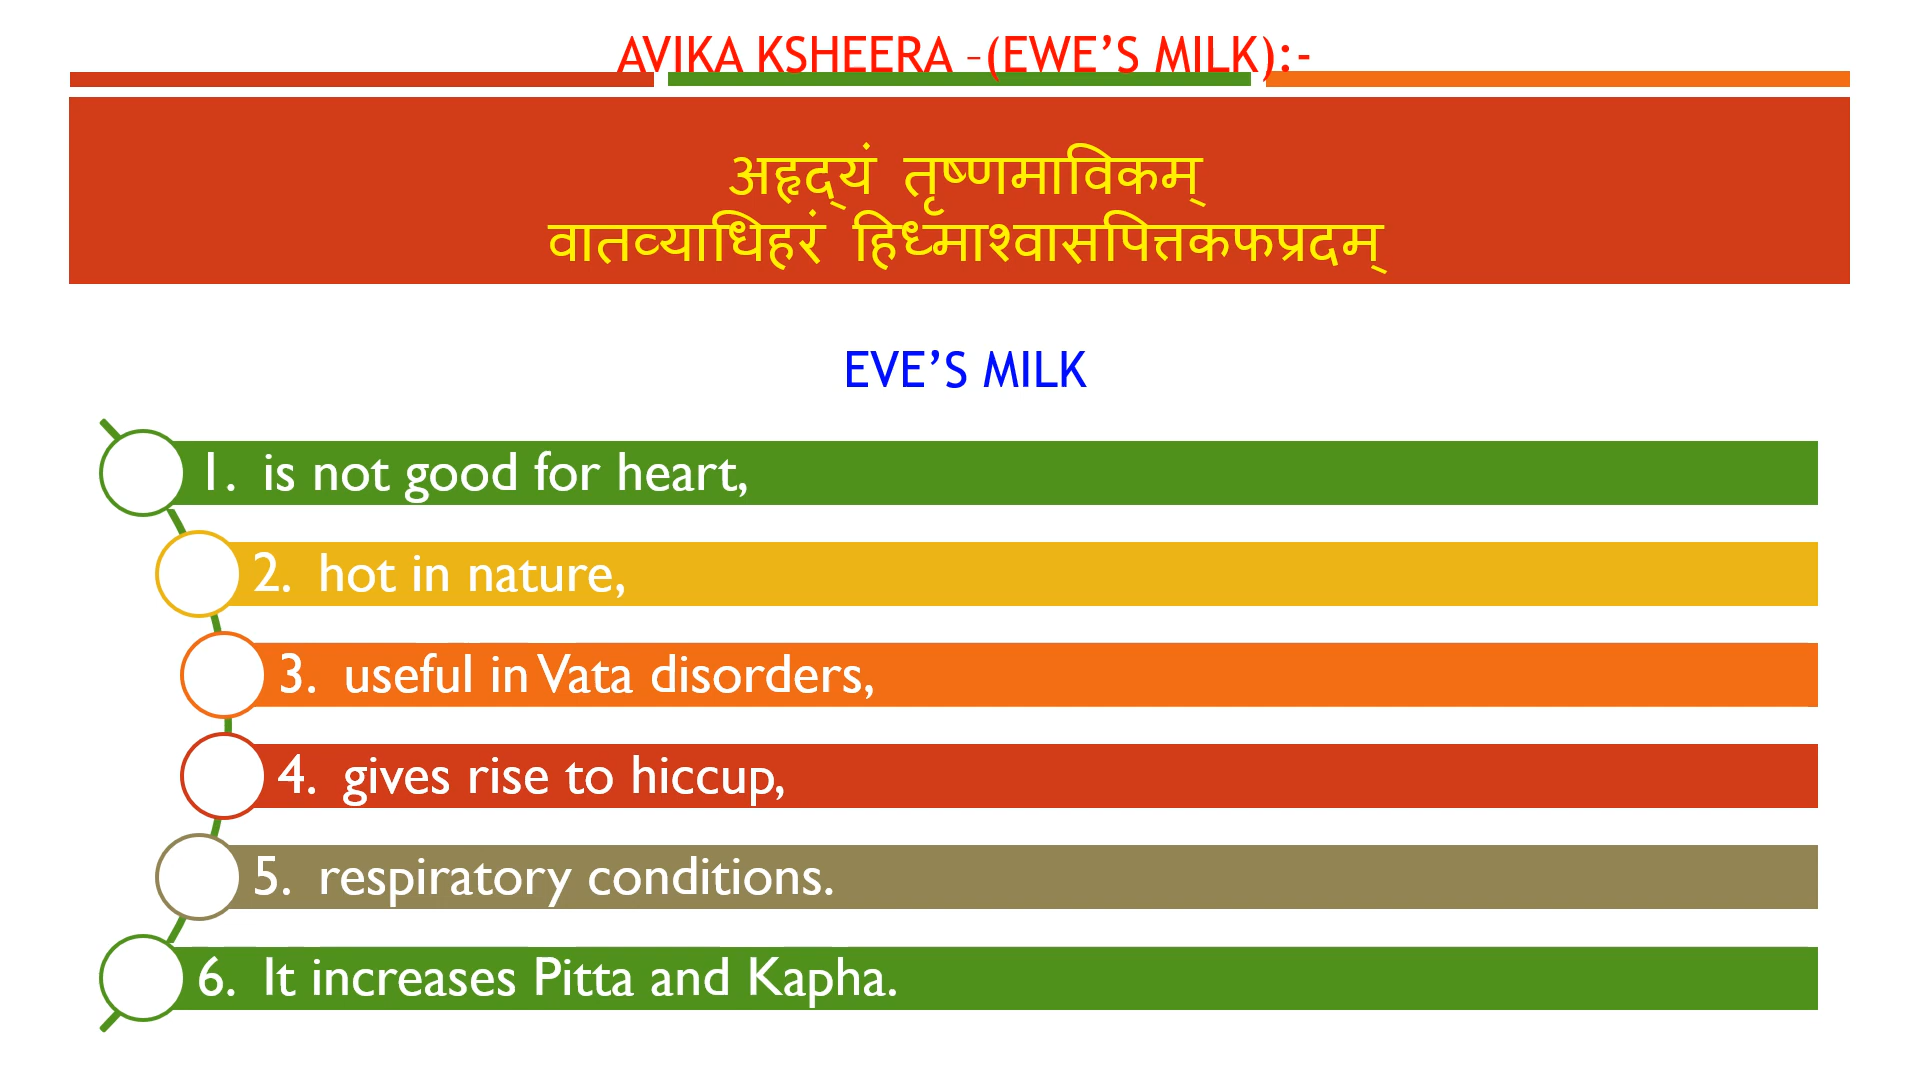 AVIKA KSHEERA –(EWE’S MILK):-
अहृद्यं तृष्णमाविकम्
वातव्याधिहरं हिध्माश्वासपित्तकफप्रदम्
EVE’S MILK
1. is not good for heart,
2. hot in nature,
3. useful in Vata disorders,
4. gives rise to hiccup,
5. respiratory conditions.
6. It increases Pitta and Kapha.